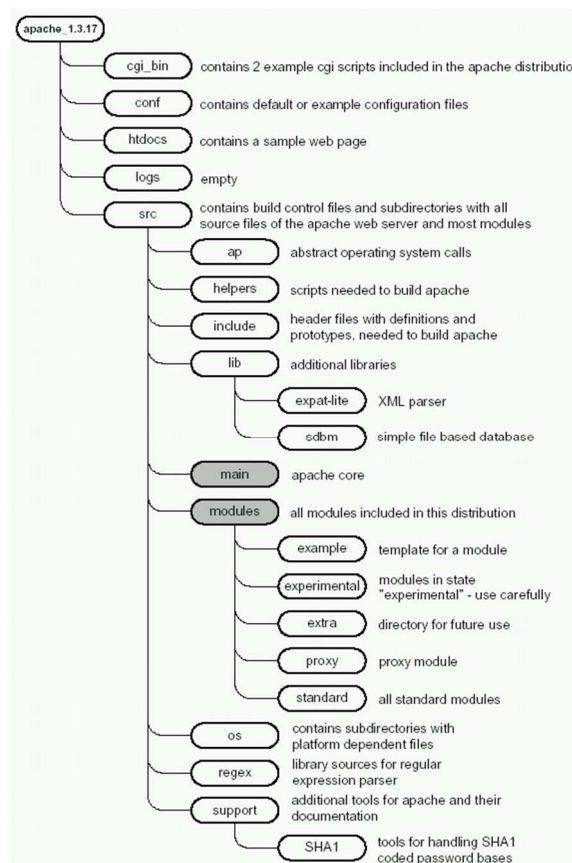 apache_1.3.17
cgi_bin contains 2 example cgi scripts included in the apache distributio
conf contains default or example configuration files
htdocs contains a sample web page
logs empty
src contains build control files and subdirectories with all
source files of the apache web server and most modules
ap abstract operating system calls
helpers scripts needed to build apache
include header files with definitions and
prototypes, needed to build apache
lib additional libraries
expat-lite XML parser
sdbm simple file based database
main apache core
modules all modules included in this distribution
example template for a module
experimental modules in state
"experimental" - use carefully
extra directory for future use
proxy proxy module
standard all standard modules
os contains subdirectories with
platform dependent files
regex library sources for regular
expression parser
support additional tools for apache and their
documentation
SHA1 tools for handling SHA1
coded password bases